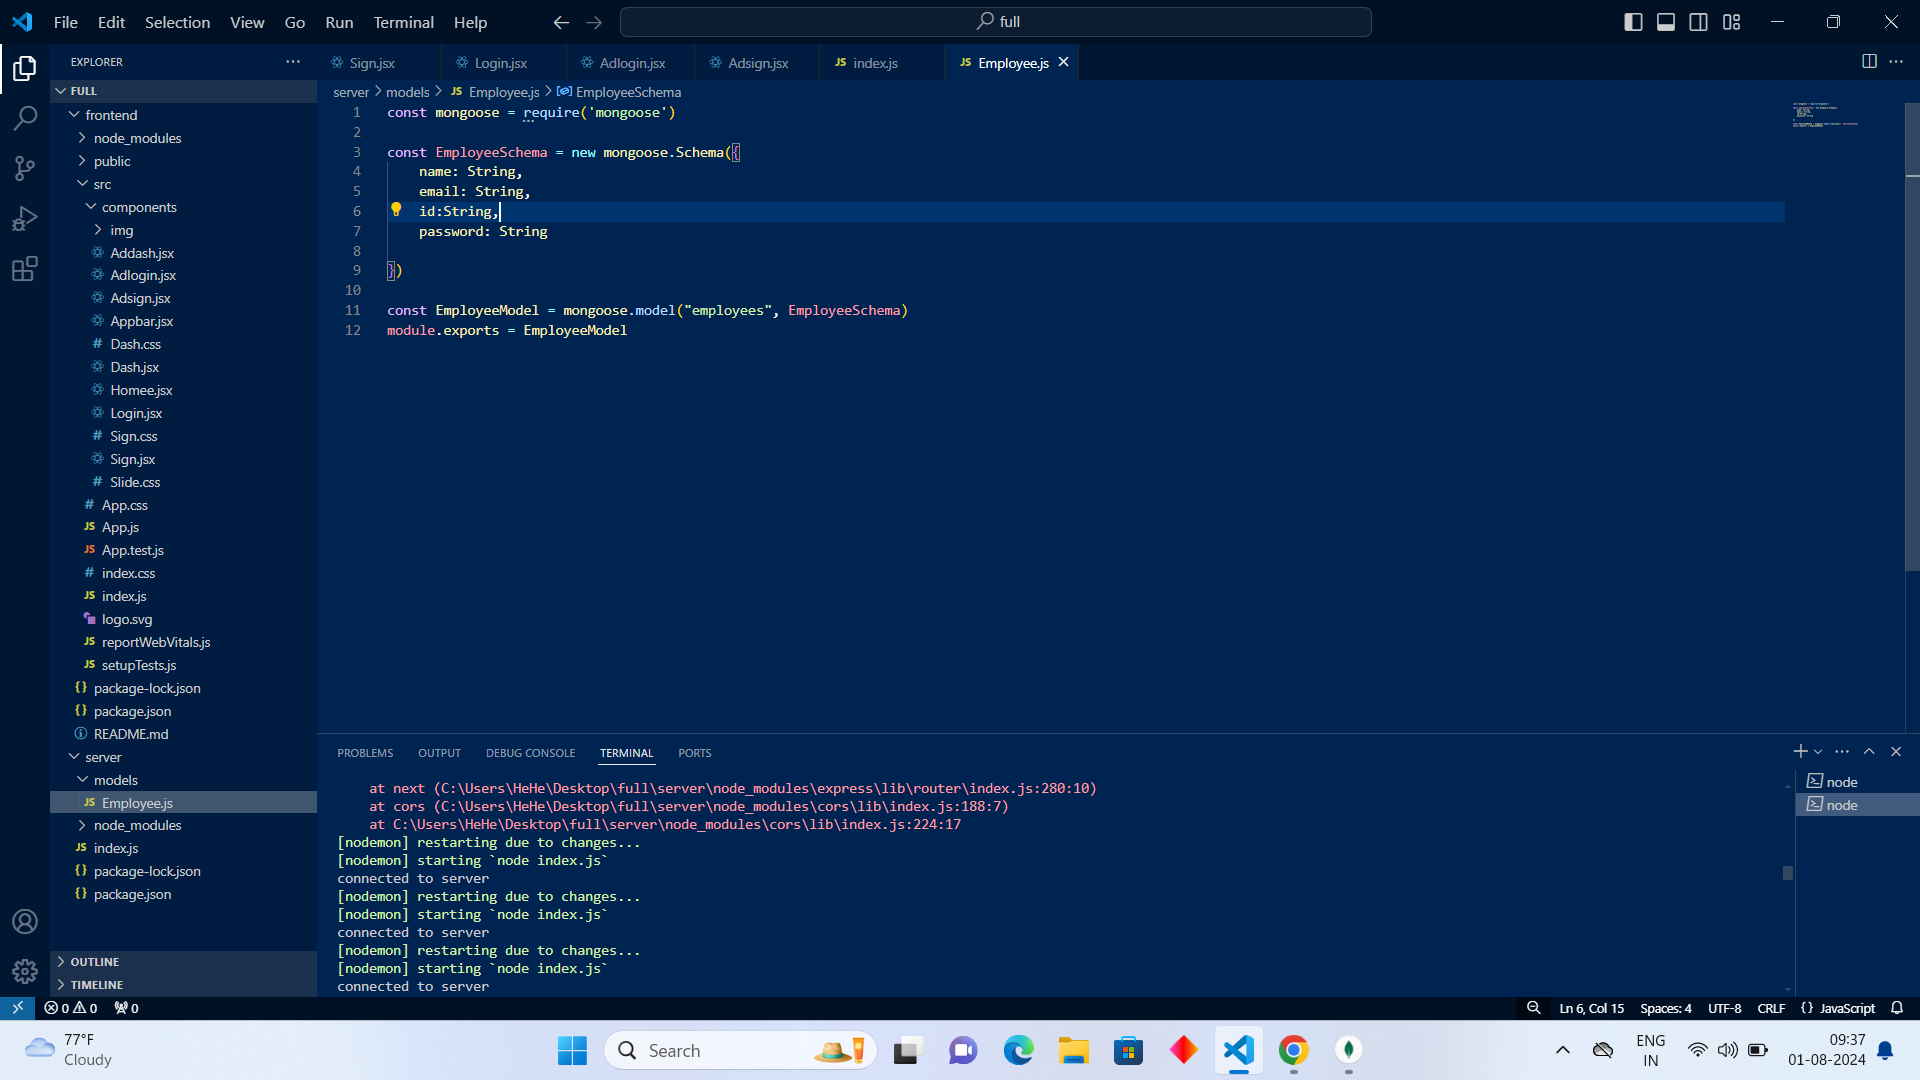 File Edit Selection View Go Run Terminal Help
full
EXPLORER
Sign.jsx
Login.jsx
Adlogin.jsx
Adsign.jsx
JS index.js
JS Employee.js
FULL
frontend
node_modules
public
src
components
img
Addash.jsx
Adlogin.jsx
Adsign.jsx
Appbar.jsx
# Dash.css
Dash.jsx
Homee.jsx
Login.jsx
# Sign.css
Sign.jsx
# Slide.css
# App.css
JS App.js
JS App.test.js
# index.css
JS index.js
logo.svg
JS reportWebVitals.js
JS setupTests.js
{} package-lock.json
{} package.json
README.md
server
models
JS Employee.js
node_modules
JS index.js
{} package-lock.json
{} package.json
OUTLINE
TIMELINE
server > models > JS Employee.js > EmployeeSchema
1 const mongoose = require('mongoose')
2
3 const EmployeeSchema = new mongoose.Schema({
4 name: String,
5 email: String,
6 id:String,
7 password: String
8
9 })
10
11 const EmployeeModel = mongoose.model("employees", EmployeeSchema)
12 module.exports = EmployeeModel
PROBLEMS OUTPUT DEBUG CONSOLE TERMINAL PORTS
at next (C:\Users\HeHe\Desktop\full\server\node_modules\express\lib\router\index.js:280:10)
at cors (C:\Users\HeHe\Desktop\full\server\node_modules\cors\lib\index.js:188:7)
at C:\Users\HeHe\Desktop\full\server\node_modules\cors\lib\index.js:224:17
[nodemon] restarting due to changes...
[nodemon] starting `node index.js`
connected to server
[nodemon] restarting due to changes...
[nodemon] starting `node index.js`
connected to server
[nodemon] restarting due to changes...
[nodemon] starting `node index.js`
connected to server
node
node
0 0 0
Ln 6, Col 15 Spaces: 4 UTF-8 CRLF {} JavaScript
77°F
Cloudy
Search
ENG
IN
09:37
01-08-2024